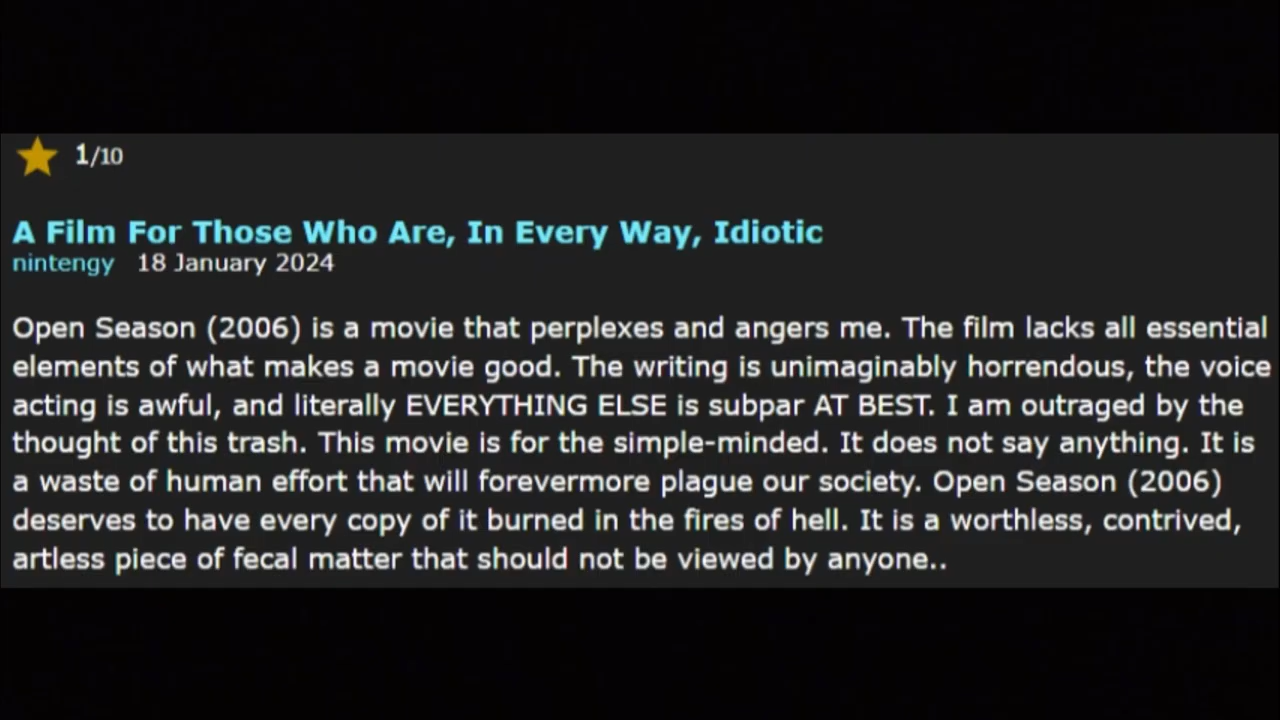 1/10
A Film For Those Who Are, In Every Way, Idiotic
nintengy 18 January 2024
Open Season (2006) is a movie that perplexes and angers me. The film lacks all essential
elements of what makes a movie good. The writing is unimaginably horrendous, the voice
acting is awful, and literally EVERYTHING ELSE is subpar AT BEST. I am outraged by the
thought of this trash. This movie is for the simple-minded. It does not say anything. It is
a waste of human effort that will forevermore plague our society. Open Season (2006)
deserves to have every copy of it burned in the fires of hell. It is a worthless, contrived,
artless piece of fecal matter that should not be viewed by anyone..